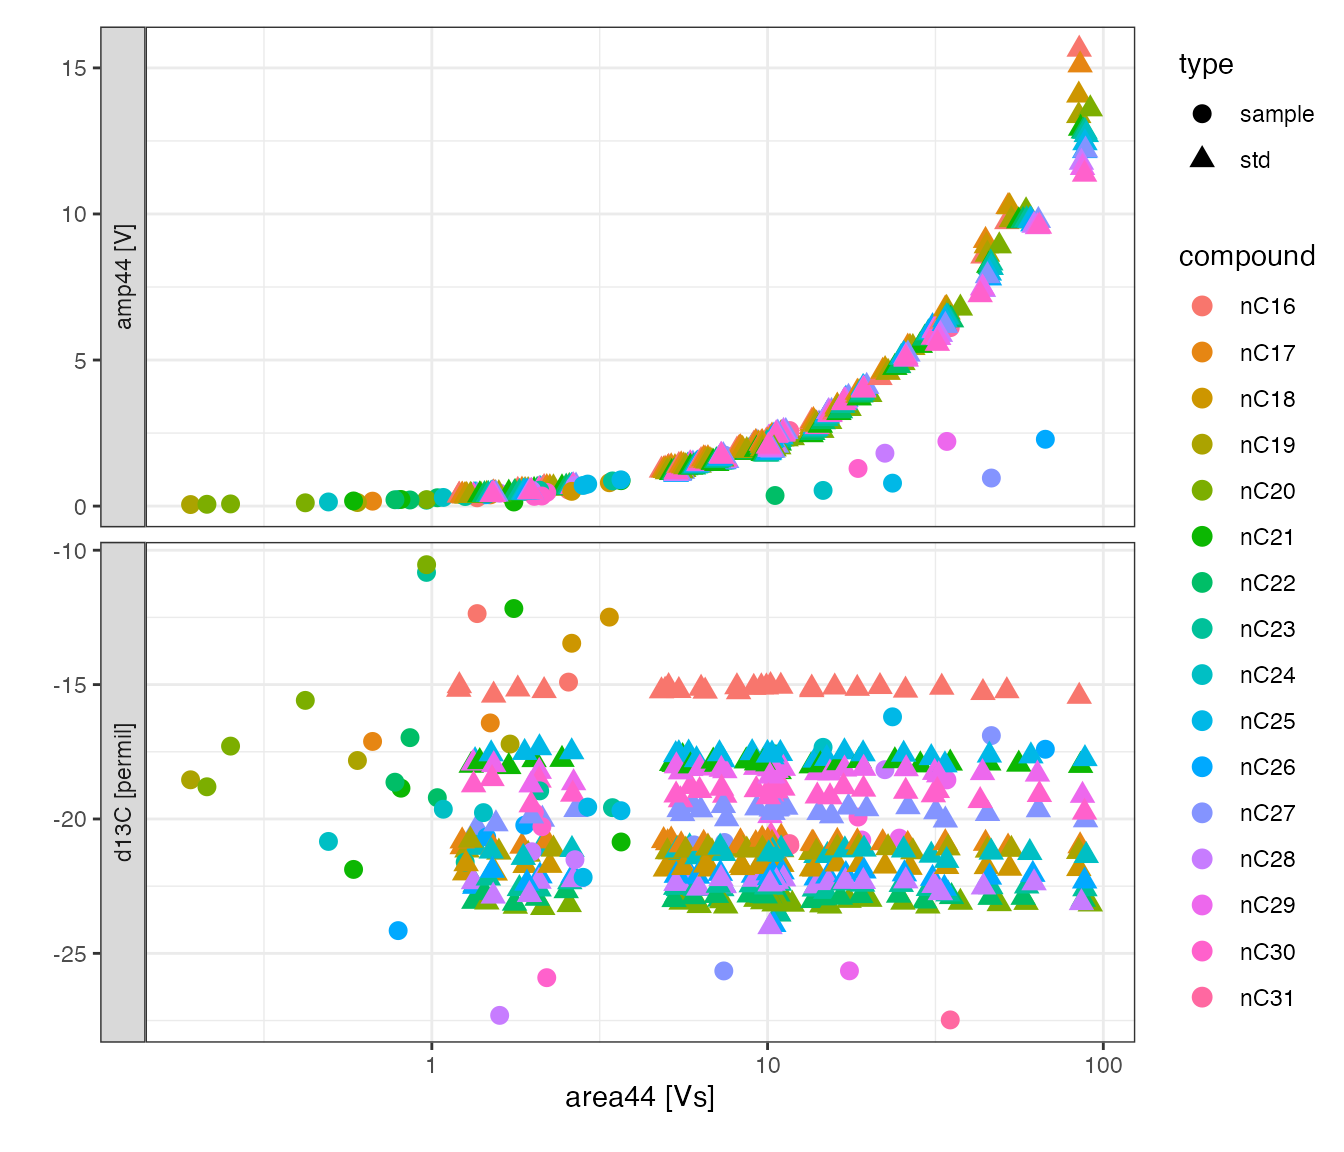 amp44 [V]
15
10
5
0
d13C [permil]
-10
-15
-20
-25
1
10
100
area44 [Vs]
type
sample
std
compound
nC16
nC17
nC18
nC19
nC20
nC21
nC22
nC23
nC24
nC25
nC26
nC27
nC28
nC29
nC30
nC31